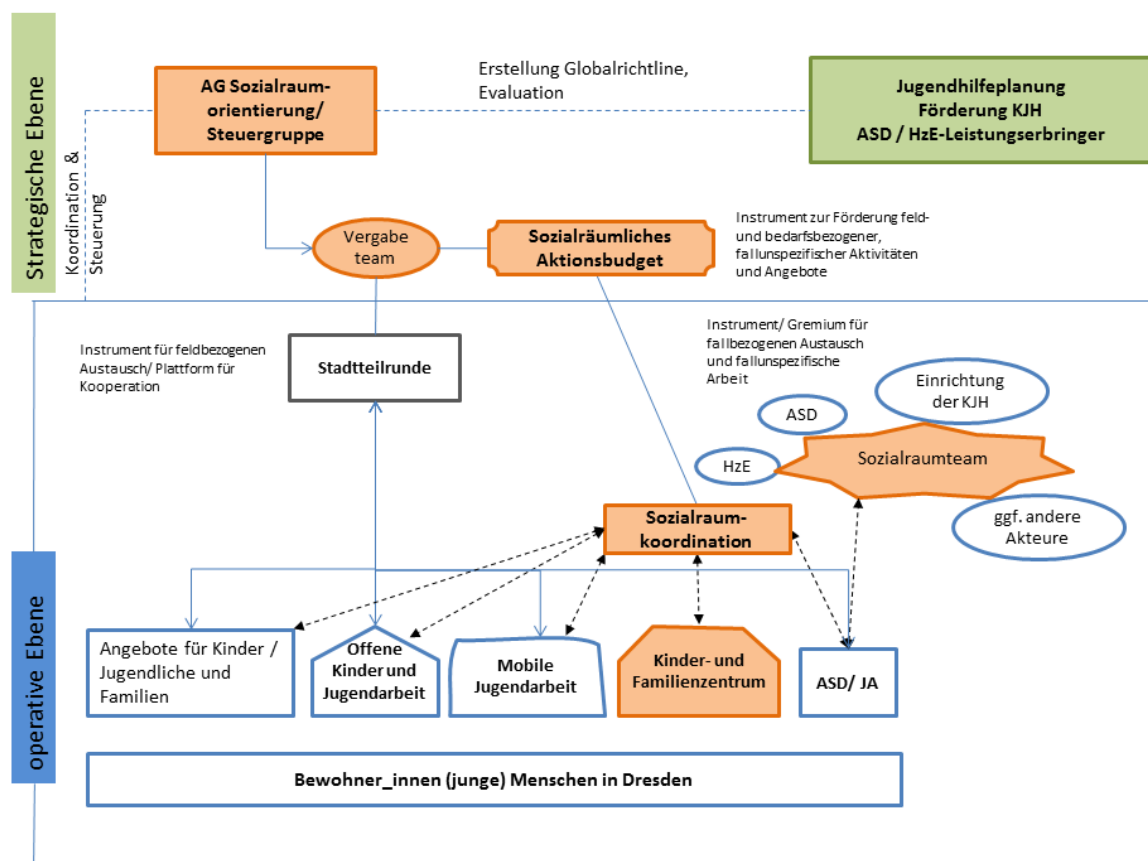 Strategische Ebene
Koordination &
Steuerung
AG Sozialraum-
orientierung/
Steuergruppe
Erstellung Globalrichtline,
Evaluation
Jugendhilfeplanung
Förderung KJH
ASD / HzE-Leistungserbringer
Vergabe
team
Sozialräumliches
Aktionsbudget
Instrument zur Förderung feld-
und bedarfsbezogener,
fallunspezifischer Aktivitäten
und Angebote
Instrument für feldbezogenen
Austausch/ Plattform für
Kooperation
Stadtteilrunde
Instrument/ Gremium für
fallbezogenen Austausch
und fallunspezifische
Arbeit
Einrichtung
der KJH
ASD
HzE
Sozialraumteam
ggf. andere
Akteure
Sozialraum-
koordination
operative Ebene
Angebote für Kinder /
Jugendliche und
Familien
Offene
Kinder und
Jugendarbeit
Mobile
Jugendarbeit
Kinder- und
Familienzentrum
ASD/ JA
Bewohner_innen (junge) Menschen in Dresden